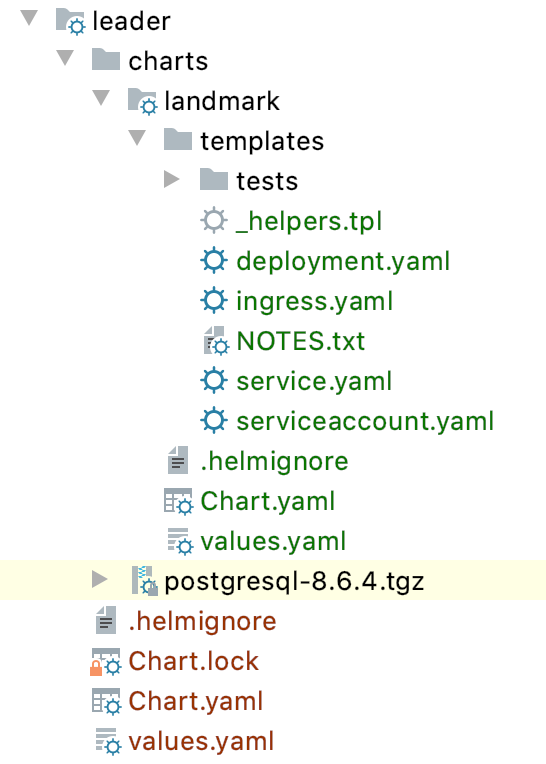 leader
charts
landmark
templates
tests
_helpers.tpl
deployment.yaml
ingress.yaml
NOTES.txt
service.yaml
serviceaccount.yaml
.helmignore
Chart.yaml
values.yaml
postgresql-8.6.4.tgz
.helmignore
Chart.lock
Chart.yaml
values.yaml